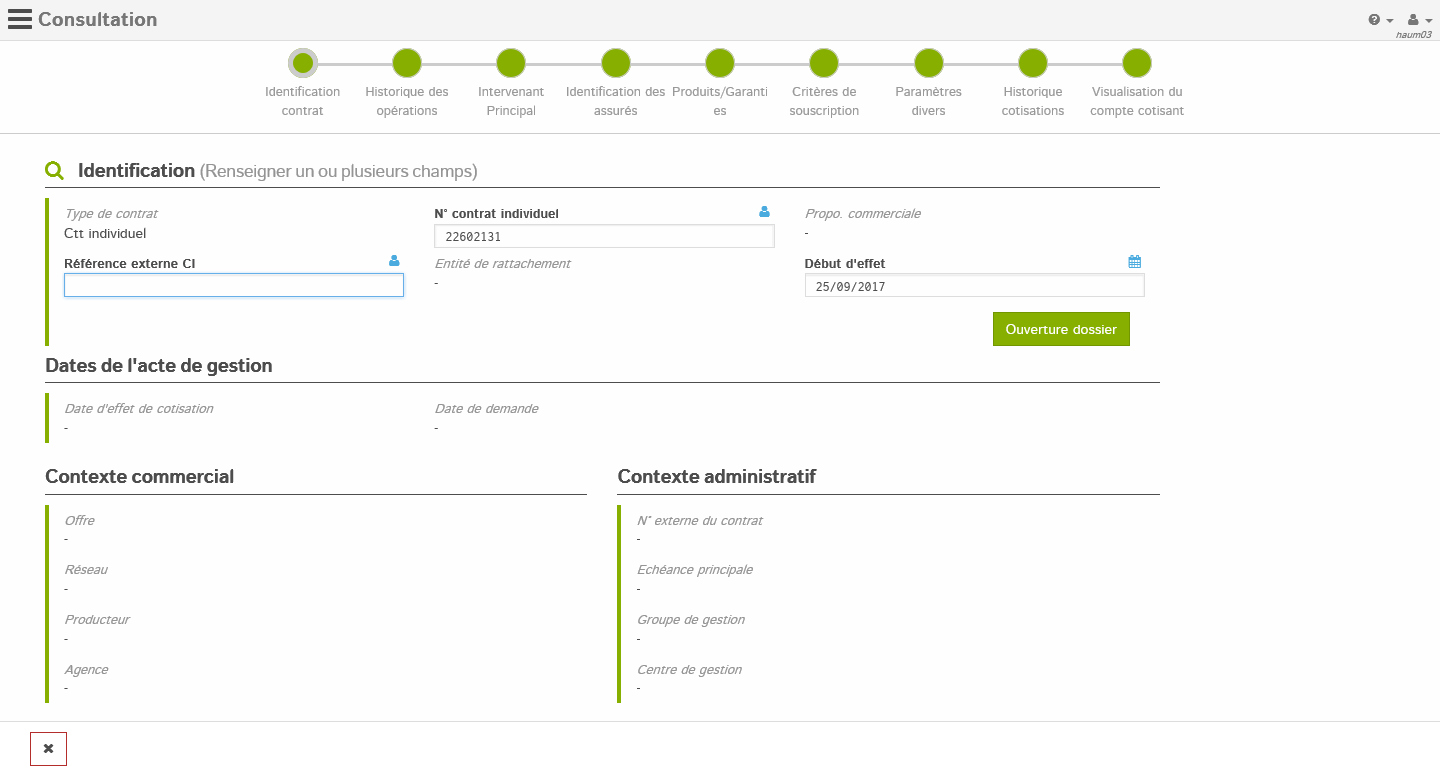 Consultation
haum03
Identification contrat
Historique des opérations
Intervenant Principal
Identification des assurés
Produits/Garanti es
Critères de souscription
Paramètres divers
Historique cotisations
Visualisation du compte cotisant
Identification (Renseigner un ou plusieurs champs)
Type de contrat
Ctt individuel
N° contrat individuel
22602131
Propo. commerciale
-
Référence externe CI
Entité de rattachement
-
Début d'effet
25/09/2017
Ouverture dossier
Dates de l'acte de gestion
Date d'effet de cotisation
-
Date de demande
-
Contexte commercial
Offre
-
Réseau
-
Producteur
-
Agence
-
Contexte administratif
N° externe du contrat
-
Echéance principale
-
Groupe de gestion
-
Centre de gestion
-